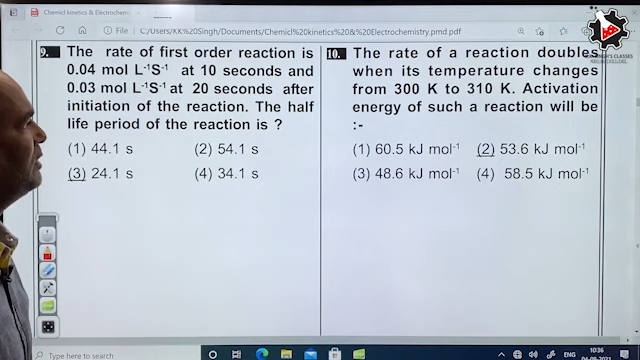 Chemicl kinetics & Electrochem
File
C:/Users/KK%20Singh/Documents/Chemicl%20kinetics%20&%20Electrochemistry.pmd.pdf
9. The rate of first order reaction is
0.04 mol L⁻¹S⁻¹ at 10 seconds and
0.03 mol L⁻¹S⁻¹ at 20 seconds after
initiation of the reaction. The half
life period of the reaction is ?
(1) 44.1 s (2) 54.1 s
(3) 24.1 s (4) 34.1 s
10. The rate of a reaction doubles
when its temperature changes
from 300 K to 310 K. Activation
energy of such a reaction will be
:-
(1) 60.5 kJ mol⁻¹ (2) 53.6 kJ mol⁻¹
(3) 48.6 kJ mol⁻¹ (4) 58.5 kJ mol⁻¹
Type here to search
ENG
10:36
04-09-2021